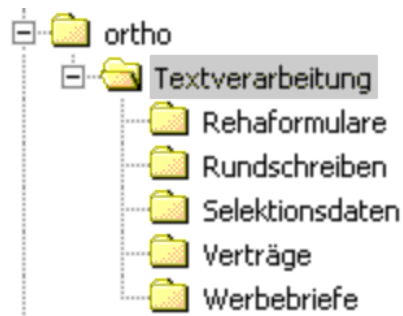 ortho
Textverarbeitung
Rehaformulare
Rundschreiben
Selektionsdaten
Verträge
Werbebriefe